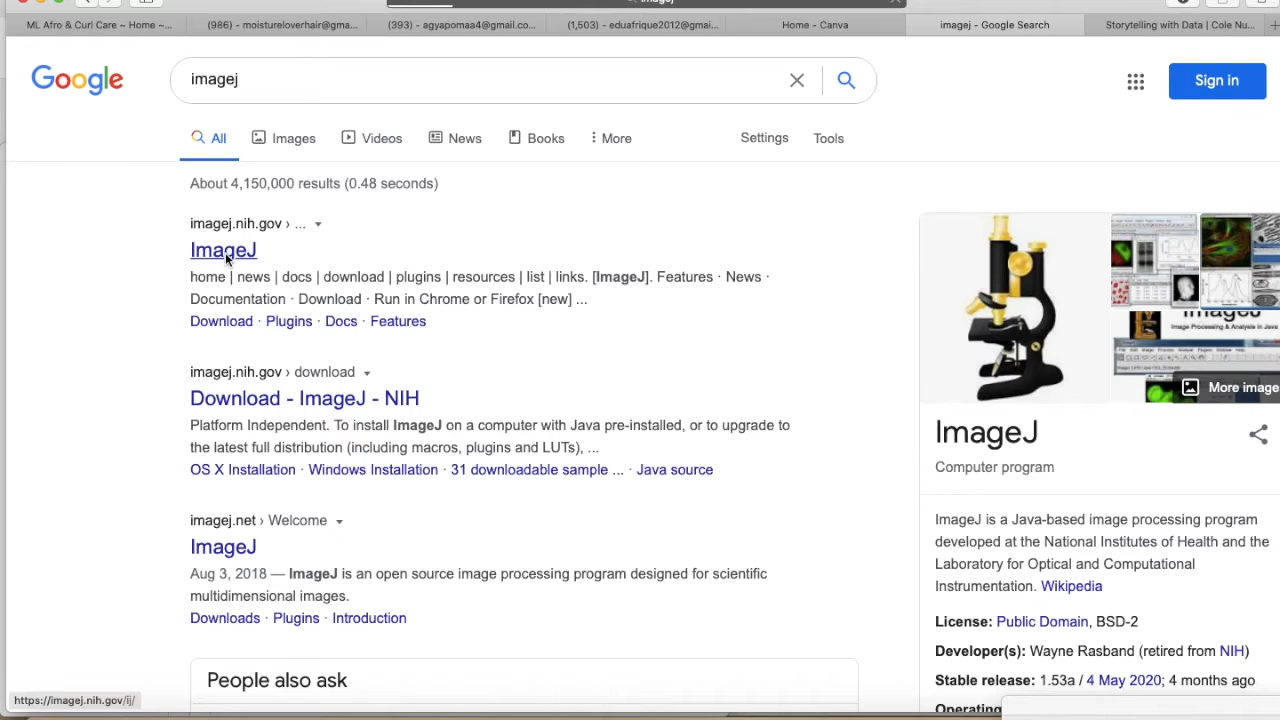 imagej
ML Afro & Curl Care ~ Home ~...
(986) - moistureloverhair@gma...
(393) - agyapomaa4@gmail.co...
(1,503) - eduafrique2012@gmai...
Home - Canva
imagej - Google Search
Storytelling with Data | Cole Nu...
Google
imagej
Sign in
All
Images
Videos
News
Books
More
Settings
Tools
About 4,150,000 results (0.48 seconds)
imagej.nih.gov › ...
ImageJ
home | news | docs | download | plugins | resources | list | links. [ImageJ]. Features · News ·
Documentation · Download · Run in Chrome or Firefox [new] ...
Download · Plugins · Docs · Features
imagej.nih.gov › download
Download - ImageJ - NIH
Platform Independent. To install ImageJ on a computer with Java pre-installed, or to upgrade to
the latest full distribution (including macros, plugins and LUTs), ...
OS X Installation · Windows Installation · 31 downloadable sample ... · Java source
imagej.net › Welcome
ImageJ
Aug 3, 2018 — ImageJ is an open source image processing program designed for scientific
multidimensional images.
Downloads · Plugins · Introduction
People also ask
https://imagej.nih.gov/ij/
ImageJ
Image Processing & Analysis in Java
More image
ImageJ
Computer program
ImageJ is a Java-based image processing program
developed at the National Institutes of Health and the
Laboratory for Optical and Computational
Instrumentation. Wikipedia
License: Public Domain, BSD-2
Developer(s): Wayne Rasband (retired from NIH)
Stable release: 1.53a / 4 May 2020; 4 months ago
Operating